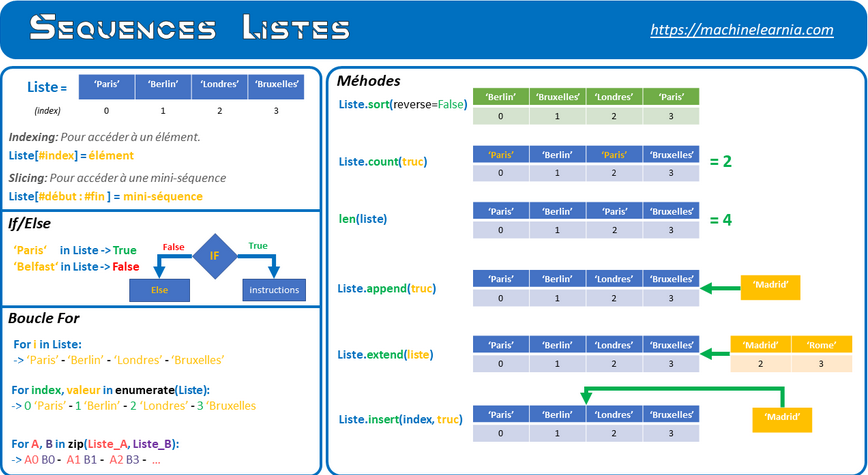 SEQUENCES LISTES
https://machinelearnia.com
Liste = 'Paris' 'Berlin' 'Londres' 'Bruxelles'
(index) 0 1 2 3
Indexing: Pour accéder à un élément.
Liste[#index] = élément
Slicing: Pour accéder à une mini-séquence
Liste[#début : #fin ] = mini-séquence
If/Else
'Paris' in Liste -> True
'Belfast' in Liste -> False
False IF True
Else instructions
Boucle For
For i in Liste:
-> 'Paris' - 'Berlin' - 'Londres' - 'Bruxelles'
For index, valeur in enumerate(Liste):
-> 0 'Paris' - 1 'Berlin' - 2 'Londres' - 3 'Bruxelles
For A, B in zip(Liste_A, Liste_B):
-> A0 B0 - A1 B1 - A2 B3 - ...
Méhodes
Liste.sort(reverse=False) 'Berlin' 'Bruxelles' 'Londres' 'Paris'
0 1 2 3
Liste.count(truc) 'Paris' 'Berlin' 'Paris' 'Bruxelles' = 2
0 1 2 3
len(liste) 'Paris' 'Berlin' 'Paris' 'Bruxelles' = 4
0 1 2 3
Liste.append(truc) 'Paris' 'Berlin' 'Londres' 'Bruxelles' 'Madrid'
0 1 2 3
Liste.extend(liste) 'Paris' 'Berlin' 'Londres' 'Bruxelles' 'Madrid' 'Rome'
0 1 2 3 2 3
Liste.insert(index, truc) 'Paris' 'Berlin' 'Londres' 'Bruxelles' 'Madrid'
0 1 2 3